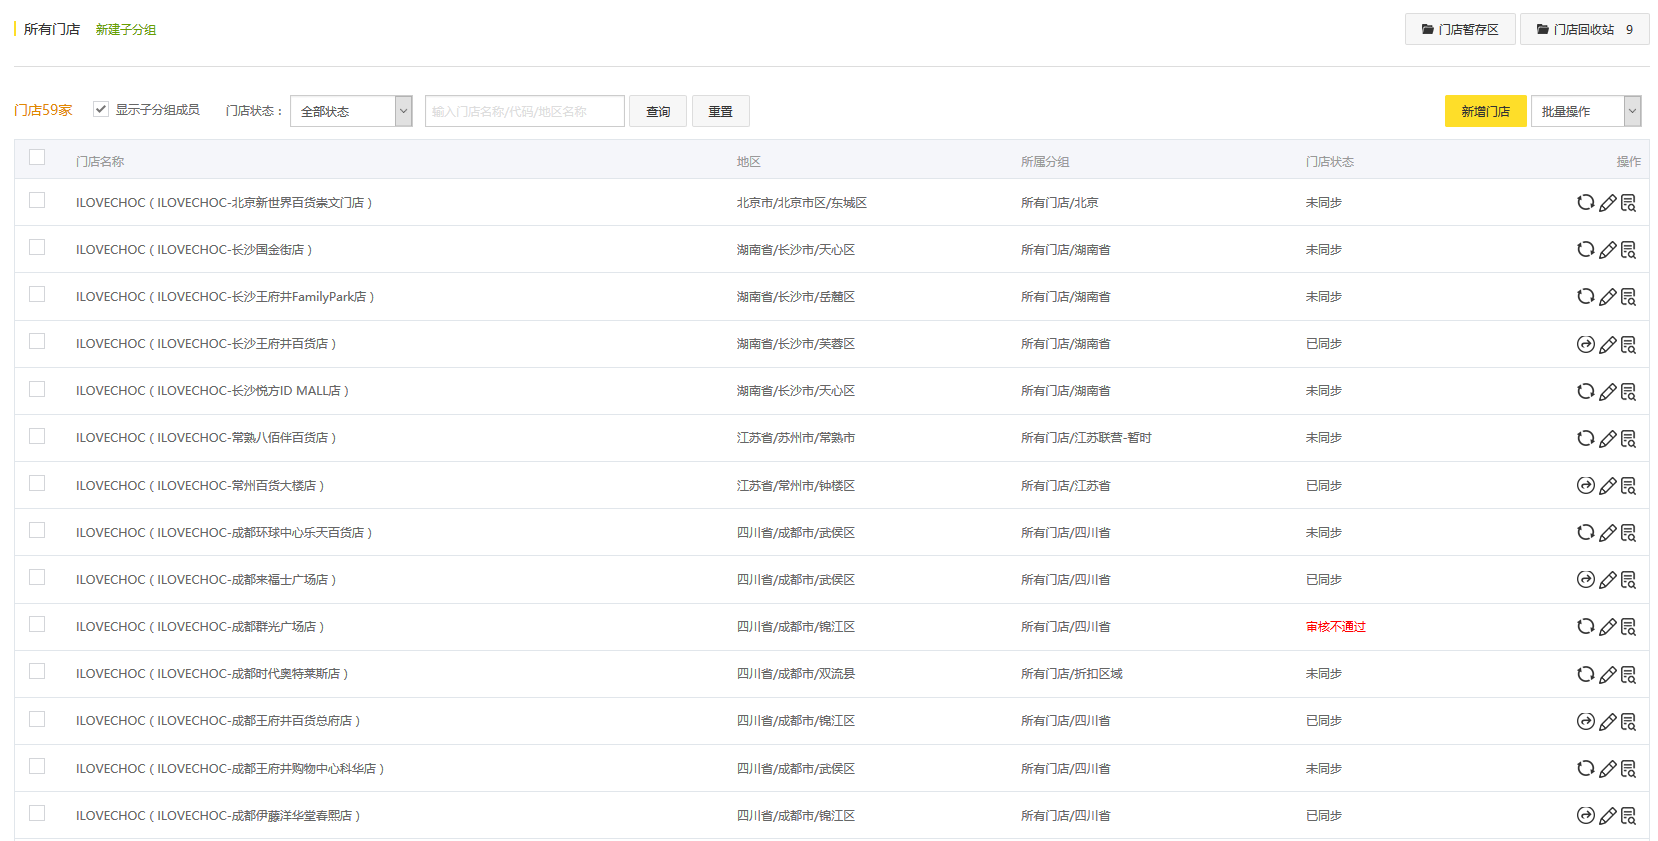 所有门店 新建子分组 门店暂存区 门店回收站 9
门店59家 显示子分组成员 门店状态： 全部状态 输入门店名称/代码/地区名称 查询 重置 新增门店 批量操作
门店名称 地区 所属分组 门店状态 操作
ILOVECHOC（ILOVECHOC-北京新世界百货崇文门店） 北京市/北京市区/东城区 所有门店/北京 未同步
ILOVECHOC（ILOVECHOC-长沙国金街店） 湖南省/长沙市/天心区 所有门店/湖南省 未同步
ILOVECHOC（ILOVECHOC-长沙王府井FamilyPark店） 湖南省/长沙市/岳麓区 所有门店/湖南省 未同步
ILOVECHOC（ILOVECHOC-长沙王府井百货店） 湖南省/长沙市/芙蓉区 所有门店/湖南省 已同步
ILOVECHOC（ILOVECHOC-长沙悦方ID MALL店） 湖南省/长沙市/天心区 所有门店/湖南省 未同步
ILOVECHOC（ILOVECHOC-常熟八佰伴百货店） 江苏省/苏州市/常熟市 所有门店/江苏联营-暂时 未同步
ILOVECHOC（ILOVECHOC-常州百货大楼店） 江苏省/常州市/钟楼区 所有门店/江苏省 已同步
ILOVECHOC（ILOVECHOC-成都环球中心乐天百货店） 四川省/成都市/武侯区 所有门店/四川省 未同步
ILOVECHOC（ILOVECHOC-成都来福士广场店） 四川省/成都市/武侯区 所有门店/四川省 已同步
ILOVECHOC（ILOVECHOC-成都群光广场店） 四川省/成都市/锦江区 所有门店/四川省 审核不通过
ILOVECHOC（ILOVECHOC-成都时代奥特莱斯店） 四川省/成都市/双流县 所有门店/折扣区域 未同步
ILOVECHOC（ILOVECHOC-成都王府井百货总府店） 四川省/成都市/锦江区 所有门店/四川省 已同步
ILOVECHOC（ILOVECHOC-成都王府井购物中心科华店） 四川省/成都市/武侯区 所有门店/四川省 未同步
ILOVECHOC（ILOVECHOC-成都伊藤洋华堂春熙店） 四川省/成都市/锦江区 所有门店/四川省 已同步